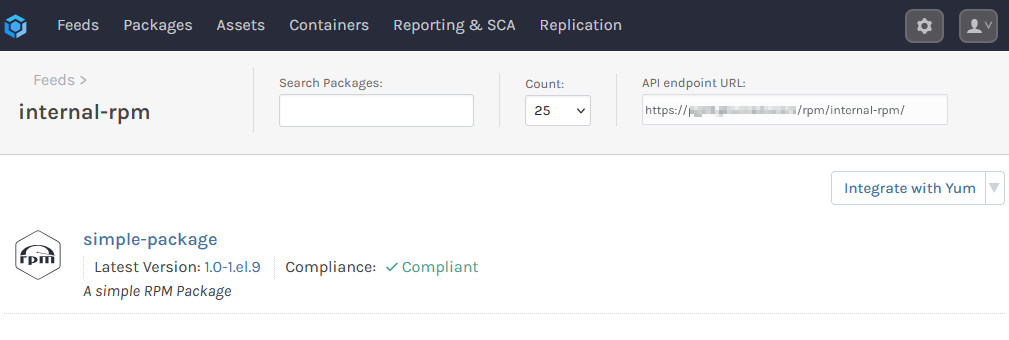 Feeds Packages Assets Containers Reporting & SCA Replication
Feeds >
internal-rpm
Search Packages:
Count:
25
API endpoint URL:
https:// /rpm/internal-rpm/
Integrate with Yum
rpm
simple-package
Latest Version: 1.0-1.el.9 Compliance: Compliant
A simple RPM Package